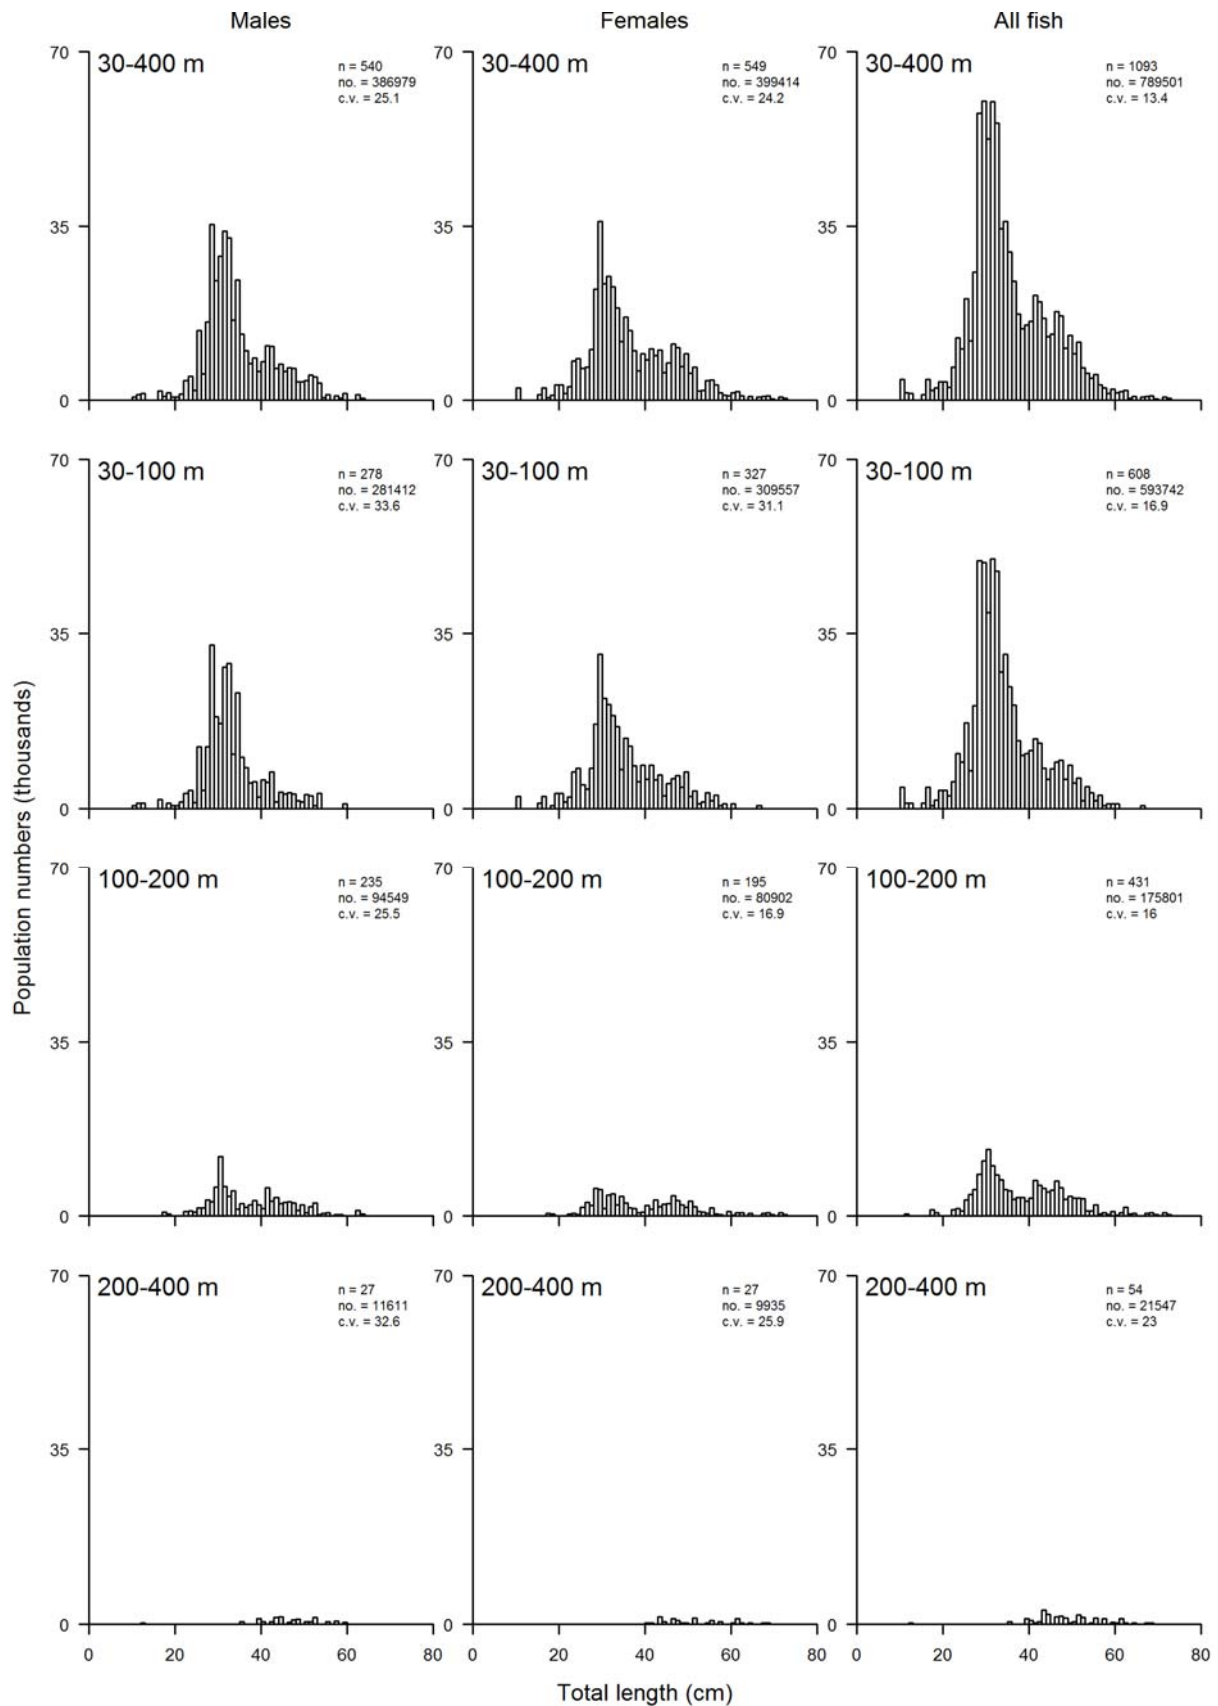 Males Females All fish
70 70 70
30-400 m 30-400 m 30-400 m
n = 540 n = 549 n = 1093
no. = 386979 no. = 399414 no. = 789501
c.v. = 25.1 c.v. = 24.2 c.v. = 13.4
35 35 35
0 0 0
70 70 70
30-100 m 30-100 m 30-100 m
n = 278 n = 327 n = 608
no. = 281412 no. = 309557 no. = 593742
c.v. = 33.6 c.v. = 31.1 c.v. = 16.9
35 35 35
0 0 0
Population numbers (thousands)
70 70 70
100-200 m 100-200 m 100-200 m
n = 235 n = 195 n = 431
no. = 94549 no. = 80902 no. = 175801
c.v. = 25.5 c.v. = 16.9 c.v. = 16
35 35 35
0 0 0
70 70 70
200-400 m 200-400 m 200-400 m
n = 27 n = 27 n = 54
no. = 11611 no. = 9935 no. = 21547
c.v. = 32.6 c.v. = 25.9 c.v. = 23
35 35 35
0 0 0
0 20 40 60 80 0 20 40 60 80 0 20 40 60 80
Total length (cm)